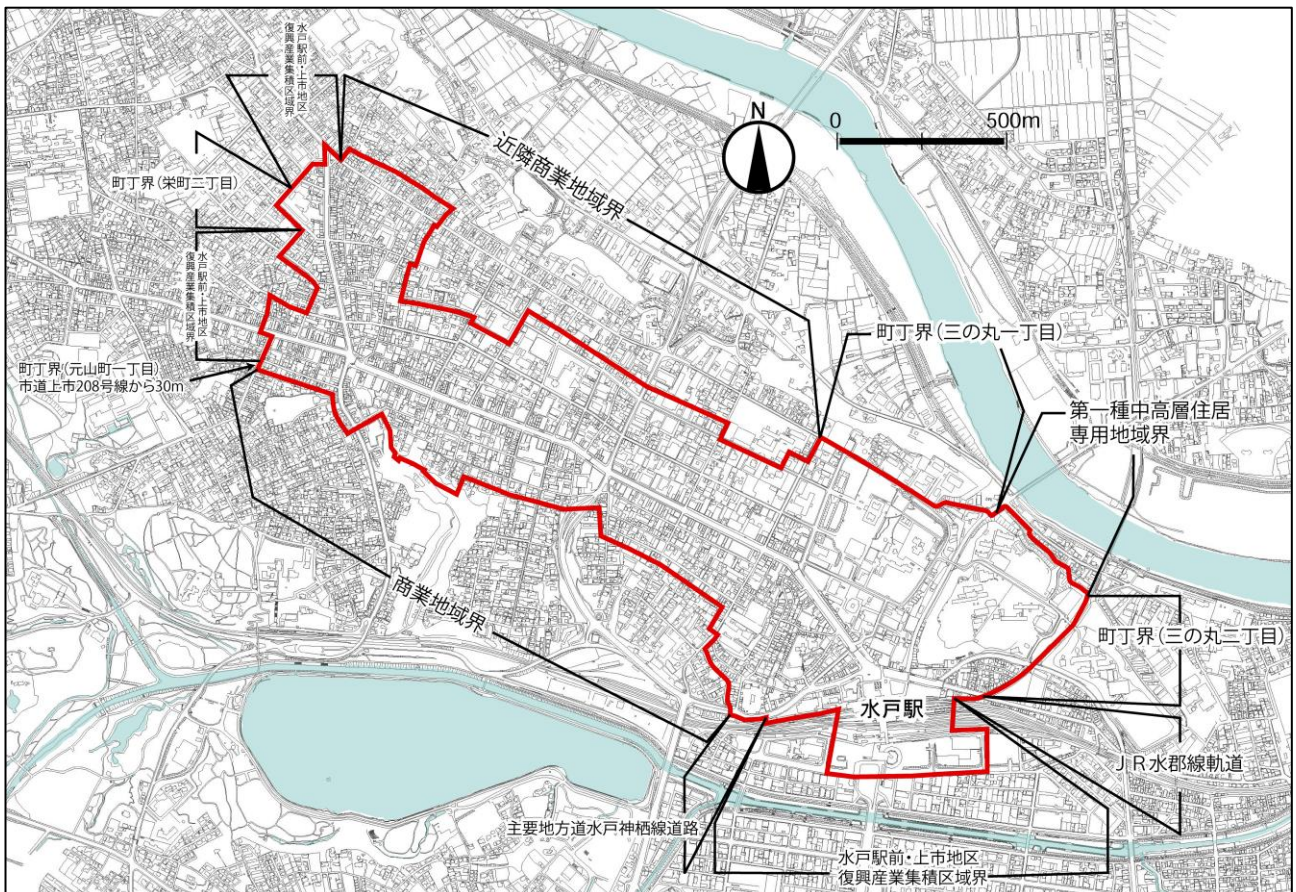 水戸駅前・上市地区
復興産業集積区域界
N
0
500m
近隣商業地域界
町丁界(栄町二丁目)
水戸駅前・上市地区
復興産業集積区域界
町丁界(三の丸一丁目)
町丁界(元山町一丁目)
市道上市208号線から30m
第一種中高層住居
専用地域界
商業地域界
町丁界(三の丸二丁目)
水戸駅
JR水郡線軌道
主要地方道水戸神栖線道路
水戸駅前・上市地区
復興産業集積区域界